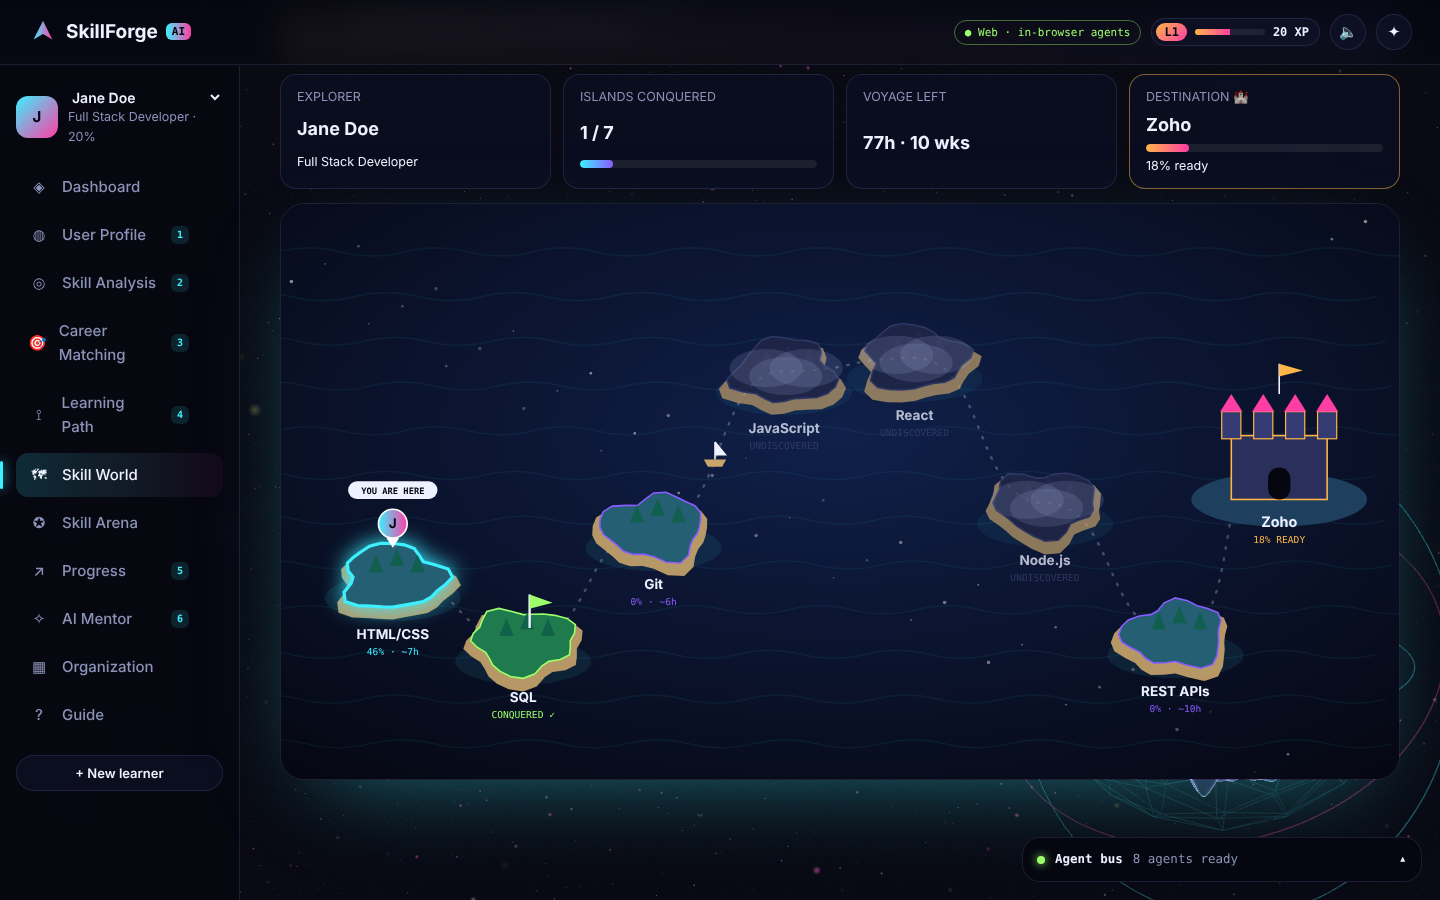 SkillForge AI
● Web · in-browser agents
L1 20 XP
J
Jane Doe
Full Stack Developer ·
20%
Dashboard
User Profile 1
Skill Analysis 2
Career
Matching 3
Learning
Path 4
Skill World
Skill Arena
Progress 5
AI Mentor 6
Organization
? Guide
+ New learner
EXPLORER
Jane Doe
Full Stack Developer
ISLANDS CONQUERED
1 / 7
VOYAGE LEFT
77h · 10 wks
DESTINATION 🏰
Zoho
18% ready
JavaScript
UNDISCOVERED
React
UNDISCOVERED
YOU ARE HERE
J
HTML/CSS
46% · ~7h
SQL
CONQUERED ✓
Git
0% · ~6h
Node.js
UNDISCOVERED
REST APIs
0% · ~10h
Zoho
18% READY
Agent bus 8 agents ready